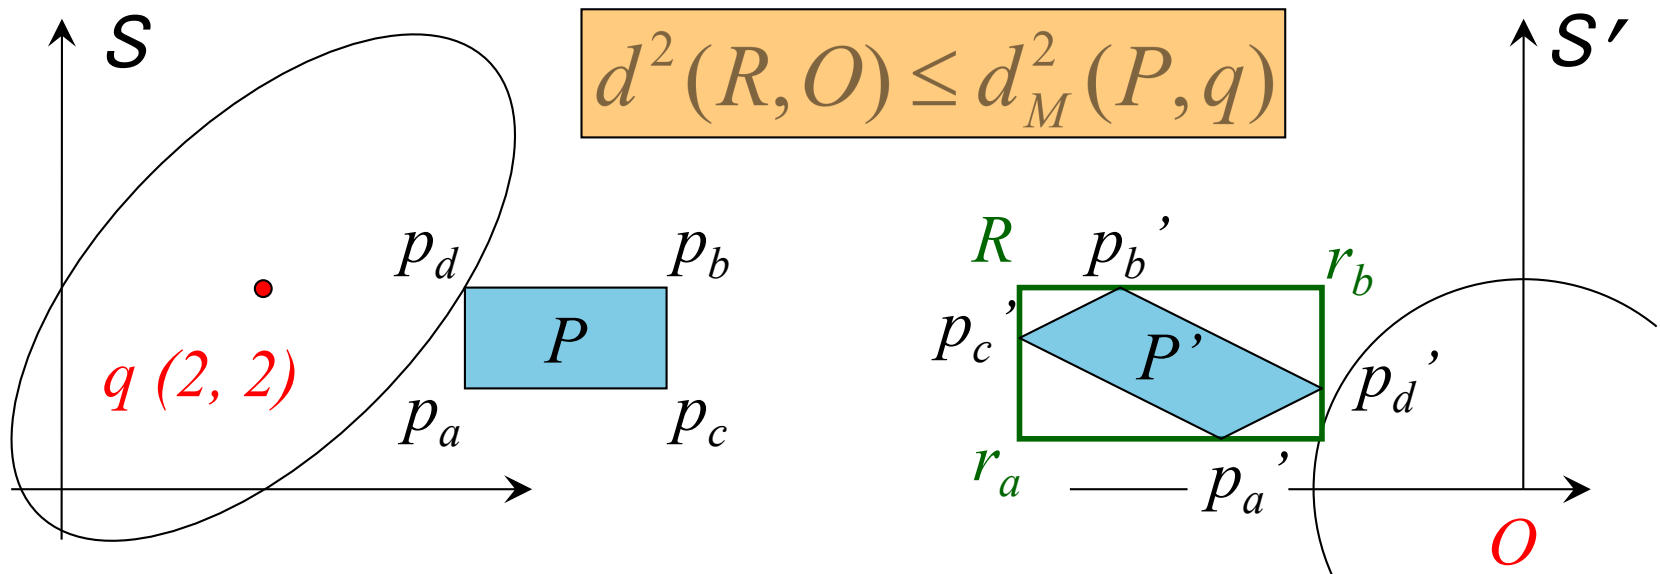 S
d²(R, O) ≤ d²_M(P, q)
S′
p_d
p_b
R
p_b’
r_b
P
p_c’
P’
q (2, 2)
p_d’
p_a
p_c
r_a
p_a’
O